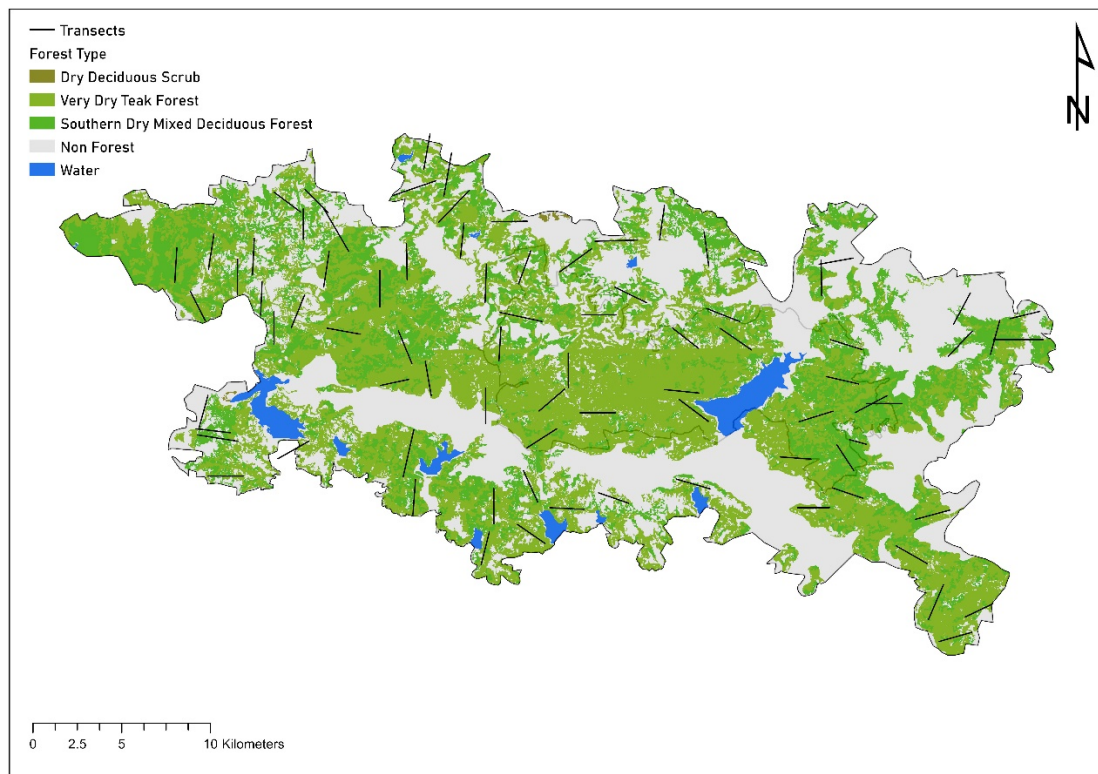 Transects
Forest Type
Dry Deciduous Scrub
Very Dry Teak Forest
Southern Dry Mixed Deciduous Forest
Non Forest
Water
N
0 2.5 5 10 Kilometers